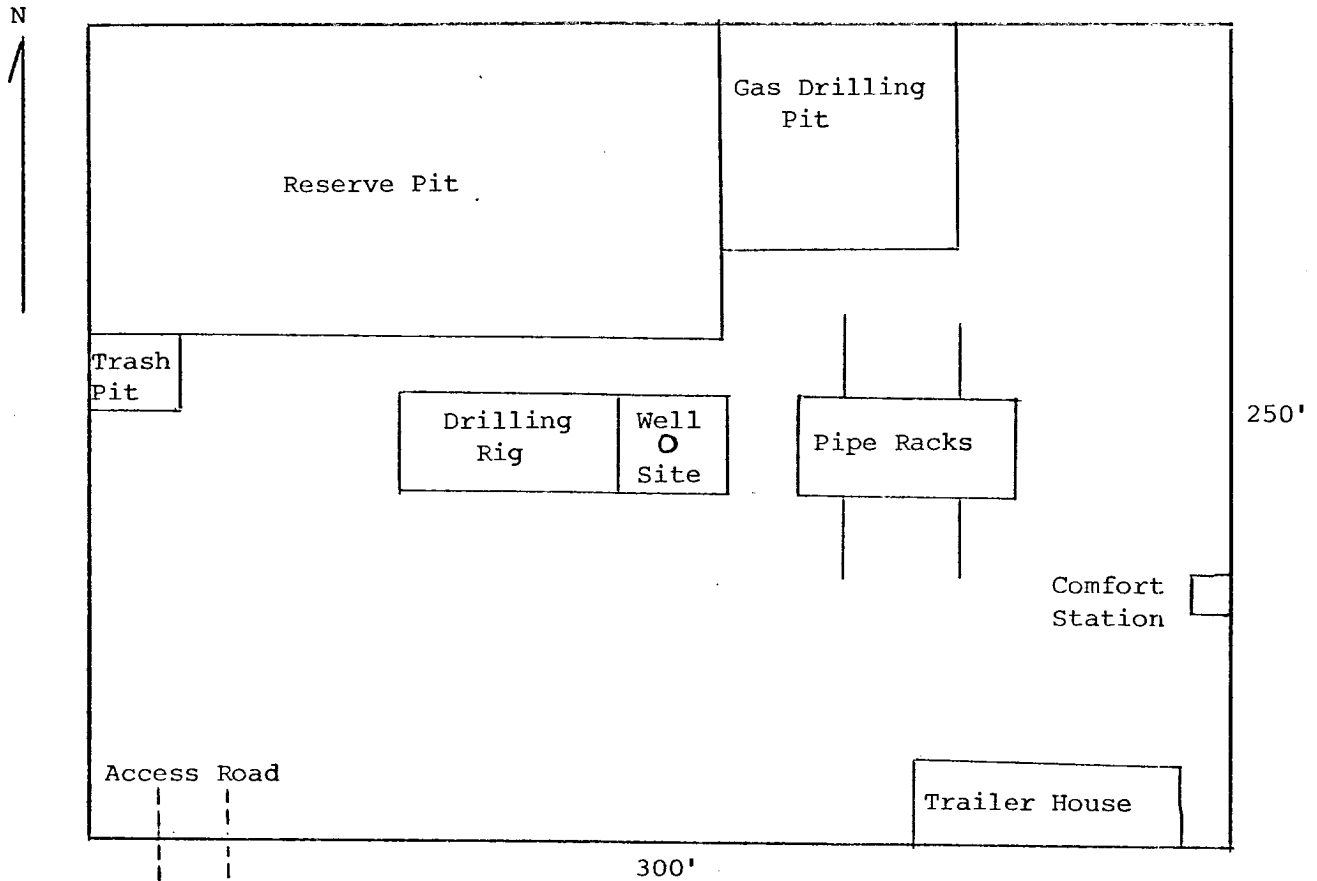 N
Gas Drilling
Pit
Reserve Pit
Trash
Pit
Drilling
Rig
Well
Site
Pipe Racks
250'
Comfort
Station
Access Road
Trailer House
300'